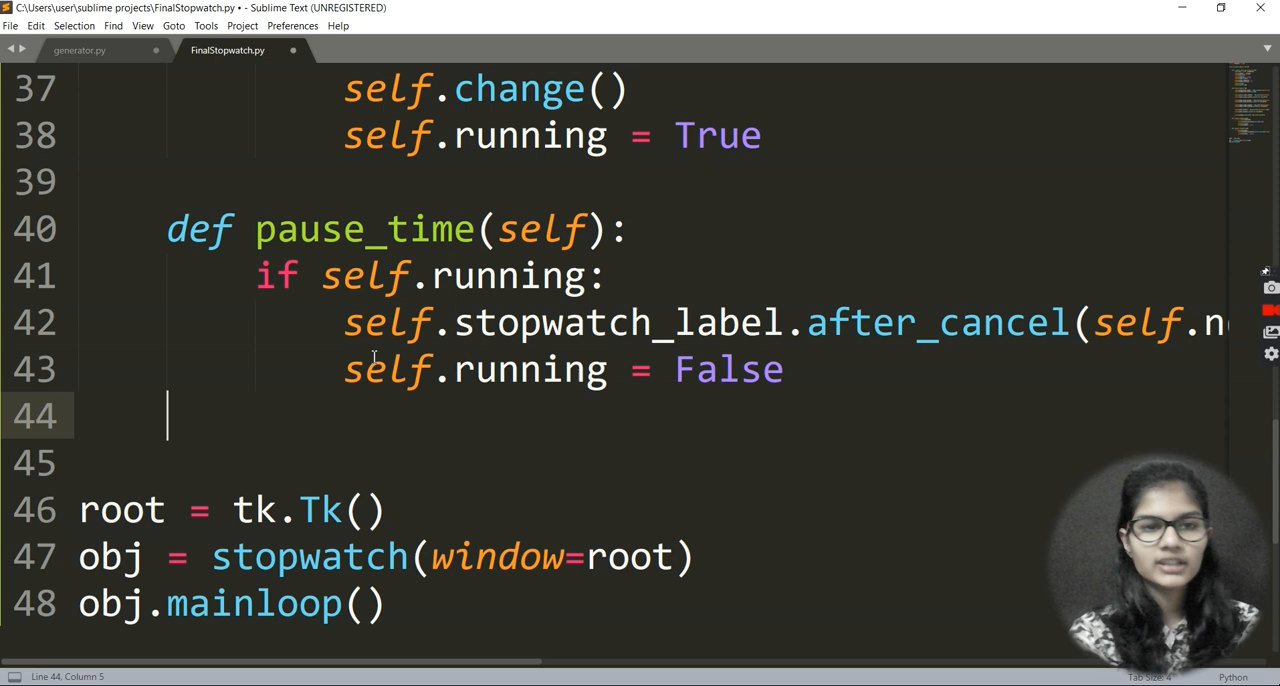 C:\Users\user\sublime projects\FinalStopwatch.py • - Sublime Text (UNREGISTERED)
File Edit Selection Find View Goto Tools Project Preferences Help
generator.py FinalStopwatch.py
37 self.change()
38 self.running = True
39
40 def pause_time(self):
41 if self.running:
42 self.stopwatch_label.after_cancel(self.n
43 self.running = False
44
45
46 root = tk.Tk()
47 obj = stopwatch(window=root)
48 obj.mainloop()
Line 44, Column 5 Tab Size: 4 Python